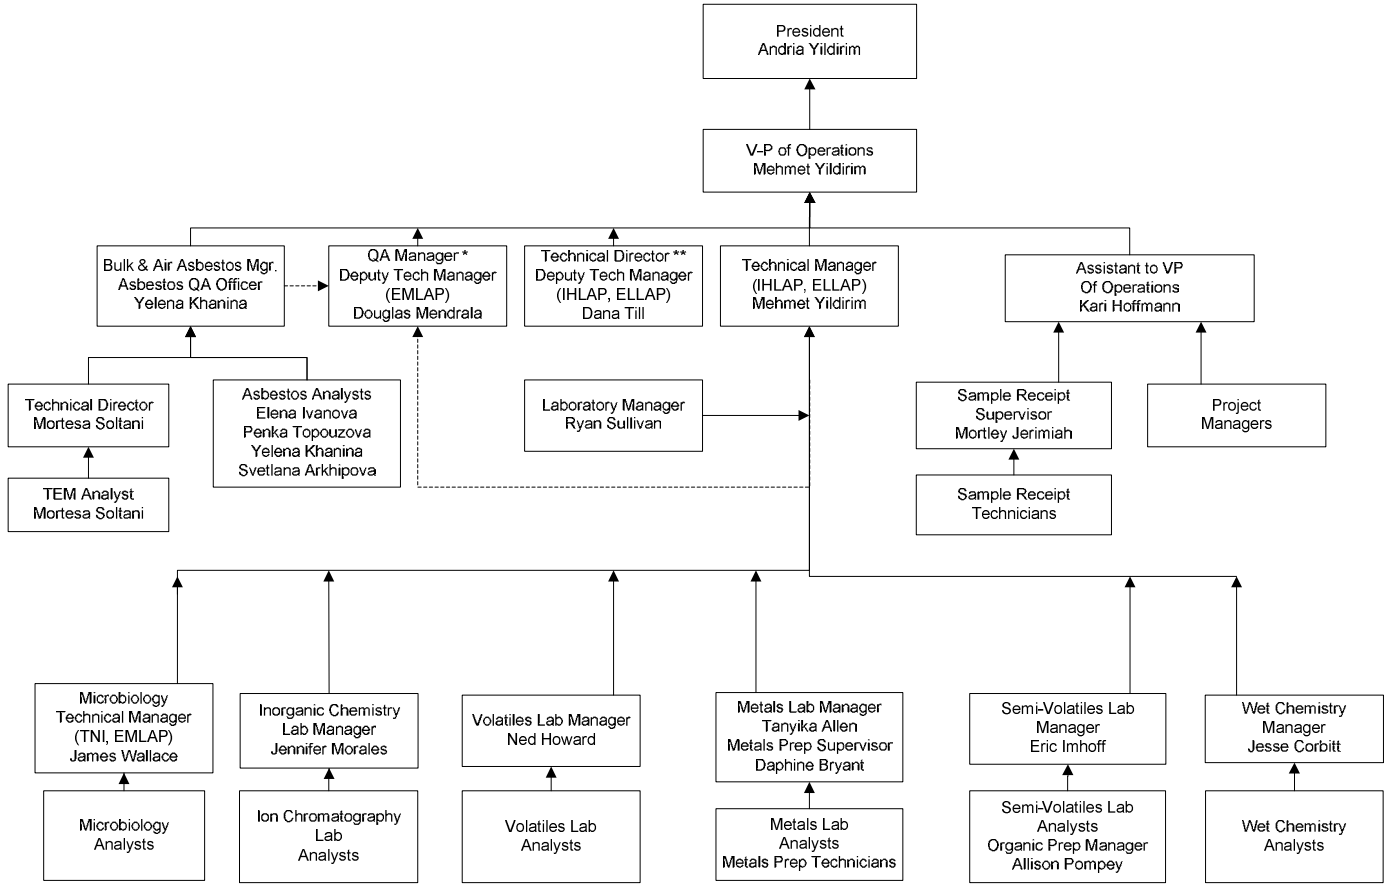 President
Andria Yildirim
V-P of Operations
Mehmet Yildirim
Bulk & Air Asbestos Mgr.
Asbestos QA Officer
Yelena Khanina
QA Manager *
Deputy Tech Manager
(EMLAP)
Douglas Mendrala
Technical Director **
Deputy Tech Manager
(IHLAP, ELLAP)
Dana Till
Technical Manager
(IHLAP, ELLAP)
Mehmet Yildirim
Assistant to VP
Of Operations
Kari Hoffmann
Technical Director
Mortesa Soltani
Asbestos Analysts
Elena Ivanova
Penka Topouzova
Yelena Khanina
Svetlana Arkhipova
Laboratory Manager
Ryan Sullivan
Sample Receipt
Supervisor
Mortley Jerimiah
Project
Managers
TEM Analyst
Mortesa Soltani
Sample Receipt
Technicians
Microbiology
Technical Manager
(TNI, EMLAP)
James Wallace
Inorganic Chemistry
Lab Manager
Jennifer Morales
Volatiles Lab Manager
Ned Howard
Metals Lab Manager
Tanyika Allen
Metals Prep Supervisor
Daphine Bryant
Semi-Volatiles Lab
Manager
Eric Imhoff
Wet Chemistry
Manager
Jesse Corbitt
Microbiology
Analysts
Ion Chromatography
Lab
Analysts
Volatiles Lab
Analysts
Metals Lab
Analysts
Metals Prep Technicians
Semi-Volatiles Lab
Analysts
Organic Prep Manager
Allison Pompey
Wet Chemistry
Analysts